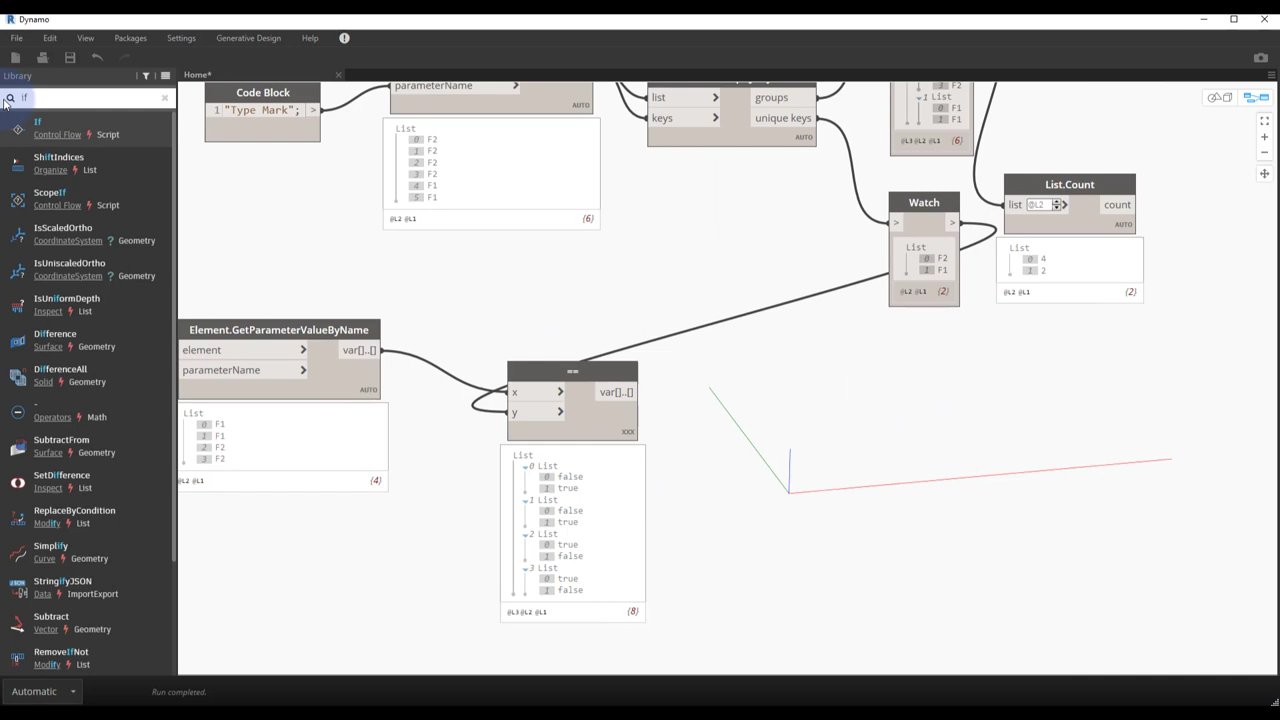 Dynamo
File Edit View Packages Settings Generative Design Help
Library
Home*
if
If
Control Flow Script
ShiftIndices
Organize List
ScopeIf
Control Flow Script
IsScaledOrtho
CoordinateSystem ? Geometry
IsUniscaledOrtho
CoordinateSystem ? Geometry
IsUniformDepth
Inspect List
Difference
Surface Geometry
DifferenceAll
Solid Geometry
-
Operators Math
SubtractFrom
Surface Geometry
SetDifference
Inspect List
ReplaceByCondition
Modify List
Simplify
Curve Geometry
StringifyJSON
Data ImportExport
Subtract
Vector Geometry
RemoveIfNot
Modify List
Automatic
Run completed.
Code Block
1 "Type Mark"; >
parameterName >
AUTO
List
0 F2
1 F2
2 F2
3 F2
4 F1
5 F1
@L2 @L1 {6}
list > groups
keys > unique keys
AUTO
3 F2
1 List
0 F1
1 F1
@L3 @L2 @L1 {6}
Watch
> >
List
0 F2
1 F1
@L2 @L1 {2}
List.Count
list @L2 > count
AUTO
List
0 4
1 2
@L2 @L1 {2}
Element.GetParameterValueByName
element > var[]..[]
parameterName >
AUTO
List
0 F1
1 F1
2 F2
3 F2
@L2 @L1 {4}
==
x > var[]..[]
y >
XXX
List
0 List
0 false
1 true
1 List
0 false
1 true
2 List
0 true
1 false
3 List
0 true
1 false
@L3 @L2 @L1 {8}